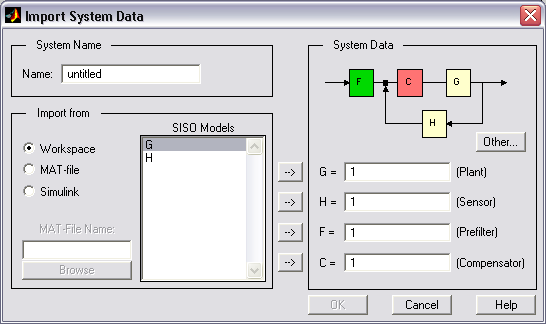 Import System Data
System Name
Name: untitled
Import from
Workspace
MAT-file
Simulink
MAT-File Name:
Browse
SISO Models
G
H
-->
-->
-->
-->
System Data
F C G
H
Other...
G = 1 (Plant)
H = 1 (Sensor)
F = 1 (Prefilter)
C = 1 (Compensator)
OK Cancel Help